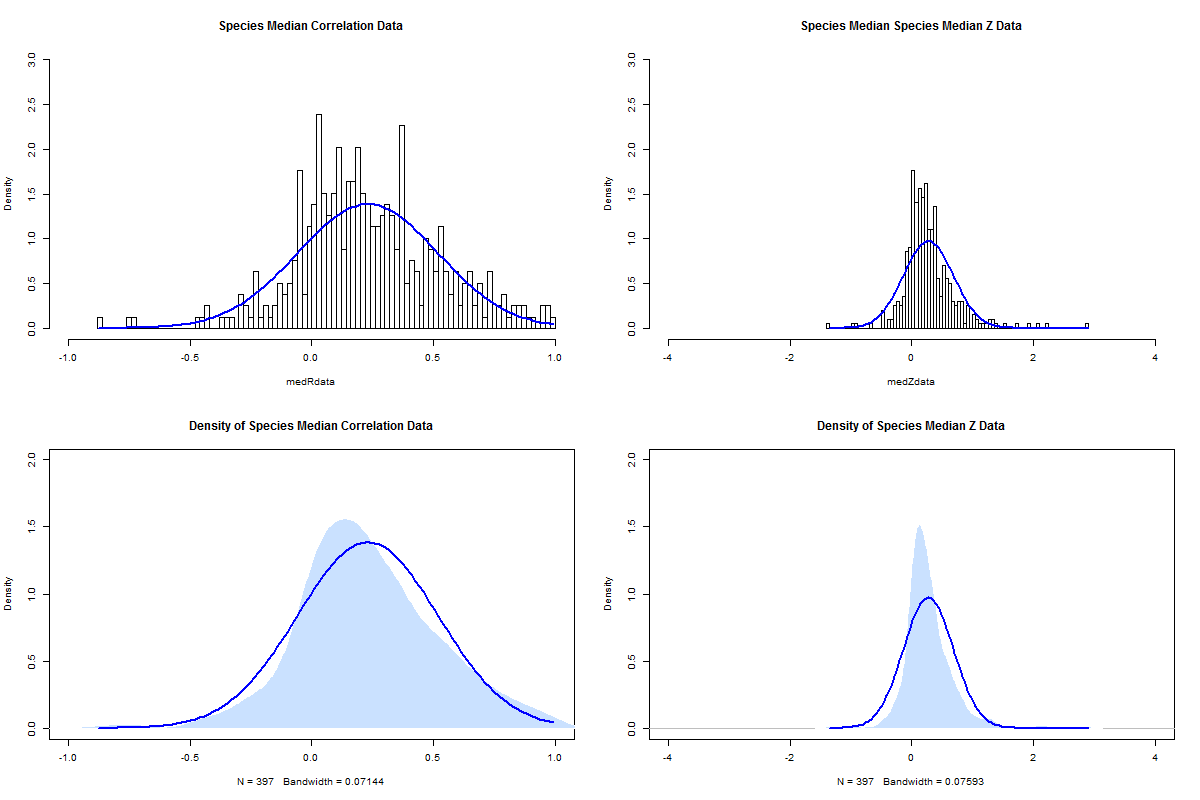 Species Median Correlation Data
3.0
2.5
2.0
1.5
1.0
0.5
0.0
Density
-1.0 -0.5 0.0 0.5 1.0
medRdata
Species Median Species Median Z Data
3.0
2.5
2.0
1.5
1.0
0.5
0.0
Density
-4 -2 0 2 4
medZdata
Density of Species Median Correlation Data
2.0
1.5
1.0
0.5
0.0
Density
-1.0 -0.5 0.0 0.5 1.0
N = 397 Bandwidth = 0.07144
Density of Species Median Z Data
2.0
1.5
1.0
0.5
0.0
Density
-4 -2 0 2 4
N = 397 Bandwidth = 0.07593